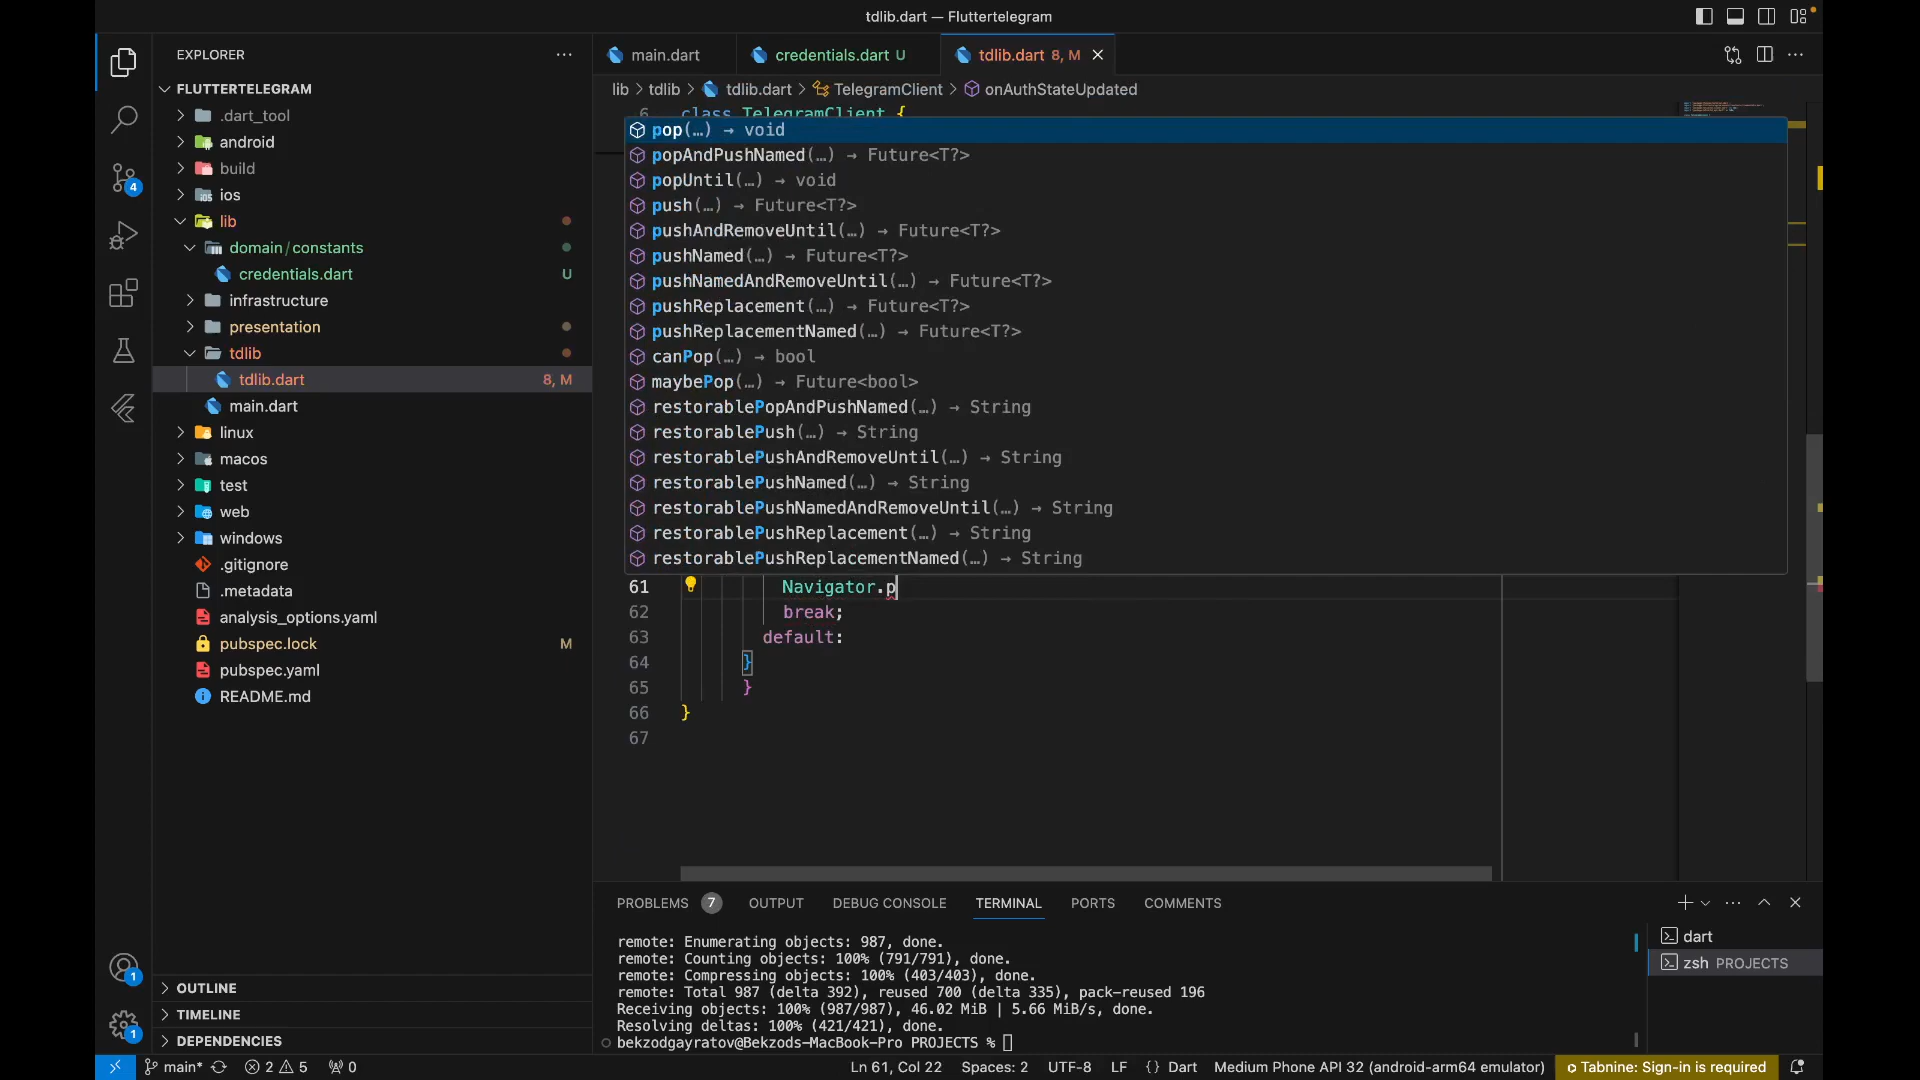 tdlib.dart — Fluttertelegram
EXPLORER
FLUTTERTELEGRAM
.dart_tool
android
build
ios
lib
domain/constants
credentials.dart U
infrastructure
presentation
tdlib
tdlib.dart 8, M
main.dart
linux
macos
test
web
windows
.gitignore
.metadata
analysis_options.yaml
pubspec.lock M
pubspec.yaml
README.md
OUTLINE
TIMELINE
DEPENDENCIES
4
1
1
main.dart
credentials.dart U
tdlib.dart 8, M
lib > tdlib > tdlib.dart > TelegramClient > onAuthStateUpdated
6 class TelegramClient {
pop(…) → void
popAndPushNamed(…) → Future<T?>
popUntil(…) → void
push(…) → Future<T?>
pushAndRemoveUntil(…) → Future<T?>
pushNamed(…) → Future<T?>
pushNamedAndRemoveUntil(…) → Future<T?>
pushReplacement(…) → Future<T?>
pushReplacementNamed(…) → Future<T?>
canPop(…) → bool
maybePop(…) → Future<bool>
restorablePopAndPushNamed(…) → String
restorablePush(…) → String
restorablePushAndRemoveUntil(…) → String
restorablePushNamed(…) → String
restorablePushNamedAndRemoveUntil(…) → String
restorablePushReplacement(…) → String
restorablePushReplacementNamed(…) → String
61 Navigator.p
62 break;
63 default:
64 }
65 }
66 }
67
PROBLEMS 7 OUTPUT DEBUG CONSOLE TERMINAL PORTS COMMENTS
remote: Enumerating objects: 987, done.
remote: Counting objects: 100% (791/791), done.
remote: Compressing objects: 100% (403/403), done.
remote: Total 987 (delta 392), reused 700 (delta 335), pack-reused 196
Receiving objects: 100% (987/987), 46.02 MiB | 5.66 MiB/s, done.
Resolving deltas: 100% (421/421), done.
bekzodgayratov@Bekzods-MacBook-Pro PROJECTS %
dart
zsh PROJECTS
main* 2 5 0 Ln 61, Col 22 Spaces: 2 UTF-8 LF {} Dart Medium Phone API 32 (android-arm64 emulator) Tabnine: Sign-in is required